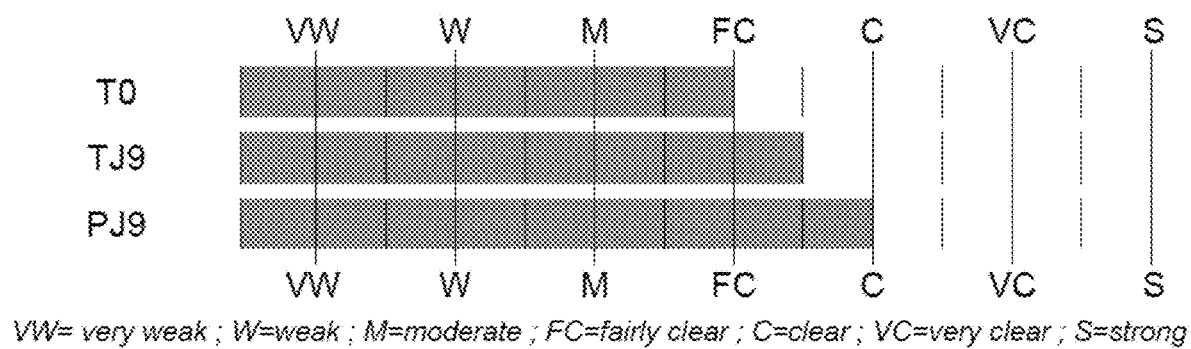 VW W M FC C VC S
T0
TJ9
PJ9
VW W M FC C VC S
VW= very weak ; W=weak ; M=moderate ; FC=fairly clear ; C=clear ; VC=very clear ; S=strong